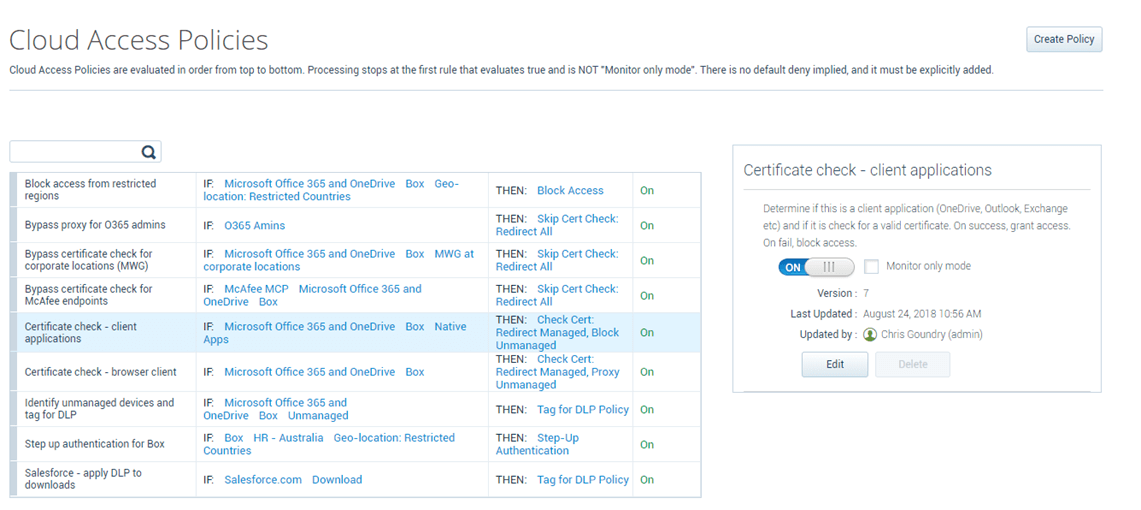 Cloud Access Policies
Create Policy
Cloud Access Policies are evaluated in order from top to bottom. Processing stops at the first rule that evaluates true and is NOT "Monitor only mode". There is no default deny implied, and it must be explicitly added.
Block access from restricted
regions
IF: Microsoft Office 365 and OneDrive Box Geo-
location: Restricted Countries
THEN: Block Access
On
Bypass proxy for O365 admins
IF: O365 Amins
THEN: Skip Cert Check:
Redirect All
On
Bypass certificate check for
corporate locations (MWG)
IF: Microsoft Office 365 and OneDrive Box MWG at
corporate locations
THEN: Skip Cert Check:
Redirect All
On
Bypass certificate check for
McAfee endpoints
IF: McAfee MCP Microsoft Office 365 and
OneDrive Box
THEN: Skip Cert Check:
Redirect All
On
Certificate check - client
applications
IF: Microsoft Office 365 and OneDrive Box Native
Apps
THEN: Check Cert:
Redirect Managed, Block
Unmanaged
On
Certificate check - browser client
IF: Microsoft Office 365 and OneDrive Box
THEN: Check Cert:
Redirect Managed, Proxy
Unmanaged
On
Identify unmanaged devices and
tag for DLP
IF: Microsoft Office 365 and
OneDrive Box Unmanaged
THEN: Tag for DLP Policy
On
Step up authentication for Box
IF: Box HR - Australia Geo-location: Restricted
Countries
THEN: Step-Up
Authentication
On
Salesforce - apply DLP to
downloads
IF: Salesforce.com Download
THEN: Tag for DLP Policy
On
Certificate check - client applications
Determine if this is a client application (OneDrive, Outlook, Exchange
etc) and if it is check for a valid certificate. On success, grant access.
On fail, block access.
ON
Monitor only mode
Version : 7
Last Updated : August 24, 2018 10:56 AM
Updated by : Chris Goundry (admin)
Edit
Delete